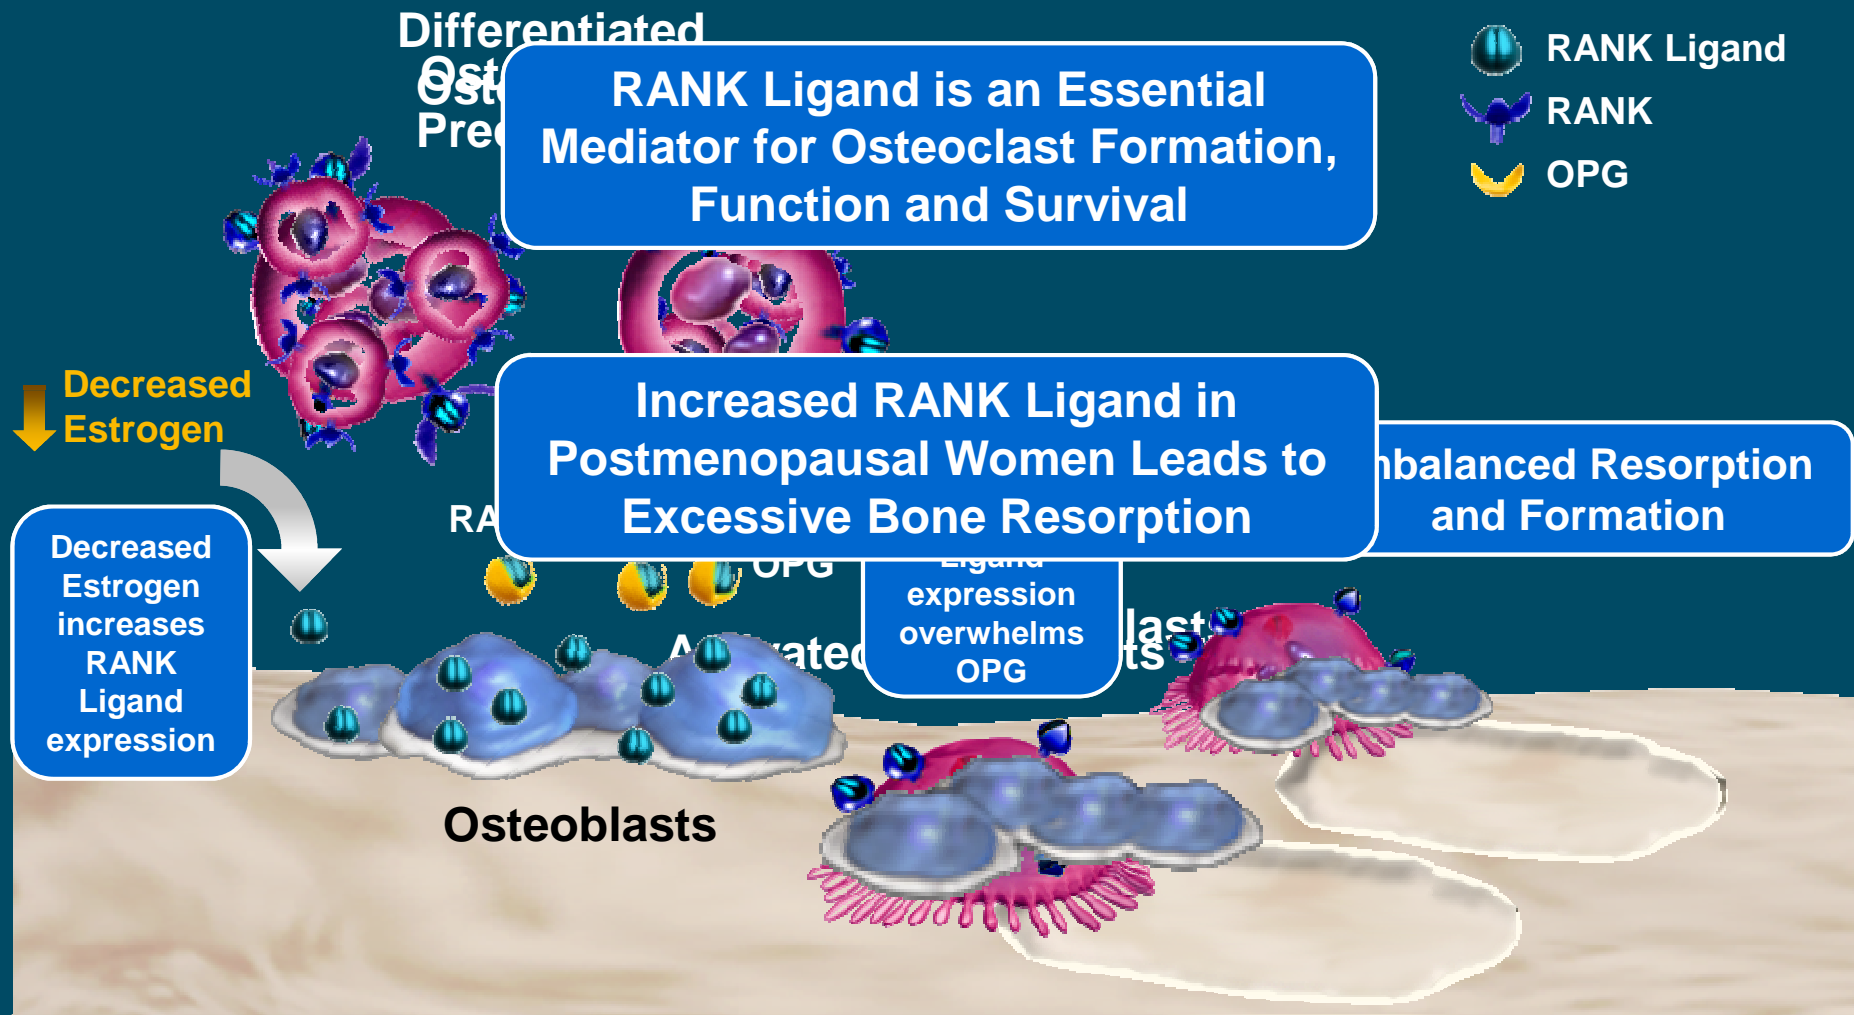 Differentiated
RANK Ligand is an Essential
Mediator for Osteoclast Formation,
Function and Survival
RANK Ligand
RANK
OPG
Decreased
Estrogen
Increased RANK Ligand in
Postmenopausal Women Leads to
Excessive Bone Resorption
Resorption
and Formation
Decreased
Estrogen
increases
RANK
Ligand
expression
OPG
Ligand
expression
overwhelms
OPG
Osteoblasts